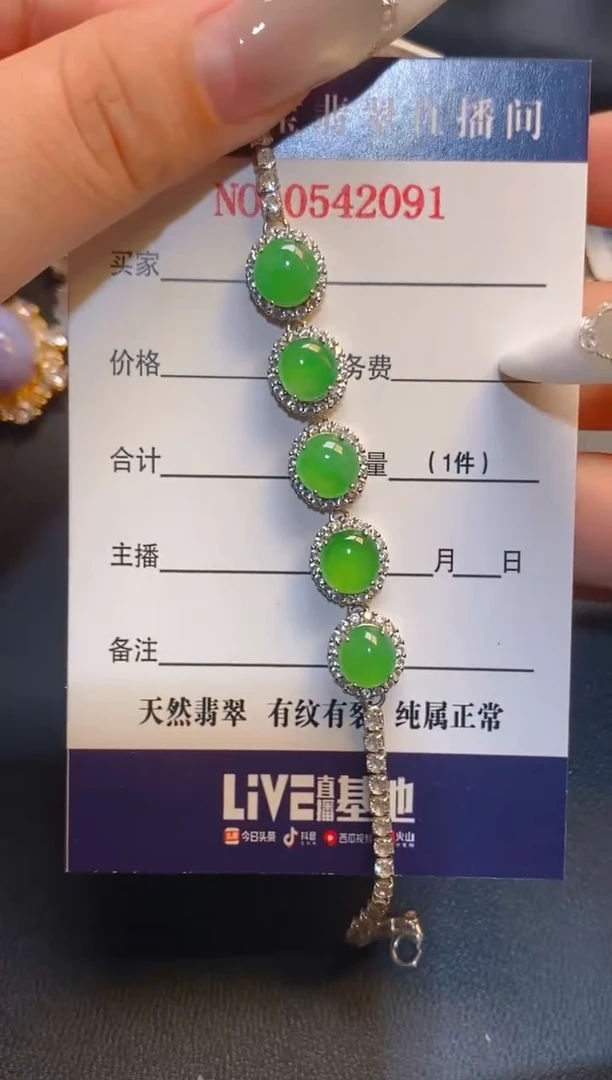 翡翠直播间
NO 0542091
买家
价格 务费
合计 量 (1件)
主播 月 日
备注
天然翡翠 有纹有裂 纯属正常
LiVE直播基地
今日头条 抖音 西瓜视频 火山